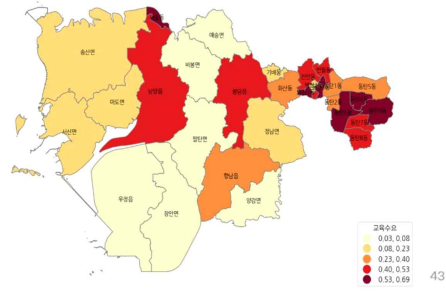 매송면
송산면
비봉면
남양읍
봉담읍
기배동
화산동
동탄5동
마도면
서신면
팔탄면
정남면
향남읍
우정읍
장안면
양감면
교육수요
0.03, 0.08
0.08, 0.23
0.23, 0.40
0.40, 0.53
0.53, 0.69
43